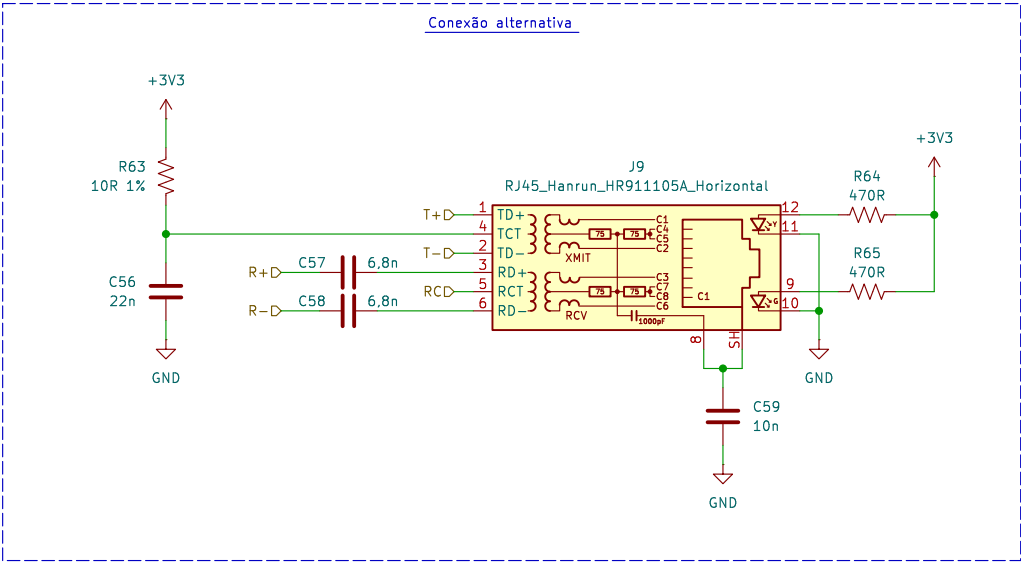 Conexão alternativa
+3V3
+3V3
R63
10R 1%
J9
RJ45_Hanrun_HR911105A_Horizontal
R64
470R
T+
1
TD+
C1
12
4
TCT
75
75
C4
C5
Y
11
T-
2
TD-
C2
XMIT
R+
C57
6,8n
3
RD+
C3
R65
470R
C56
22n
RC
5
RCT
75
75
C7
C8
C1
9
G
R-
C58
6,8n
6
RD-
C6
RCV
1000pF
10
8
SH
GND
GND
C59
10n
GND